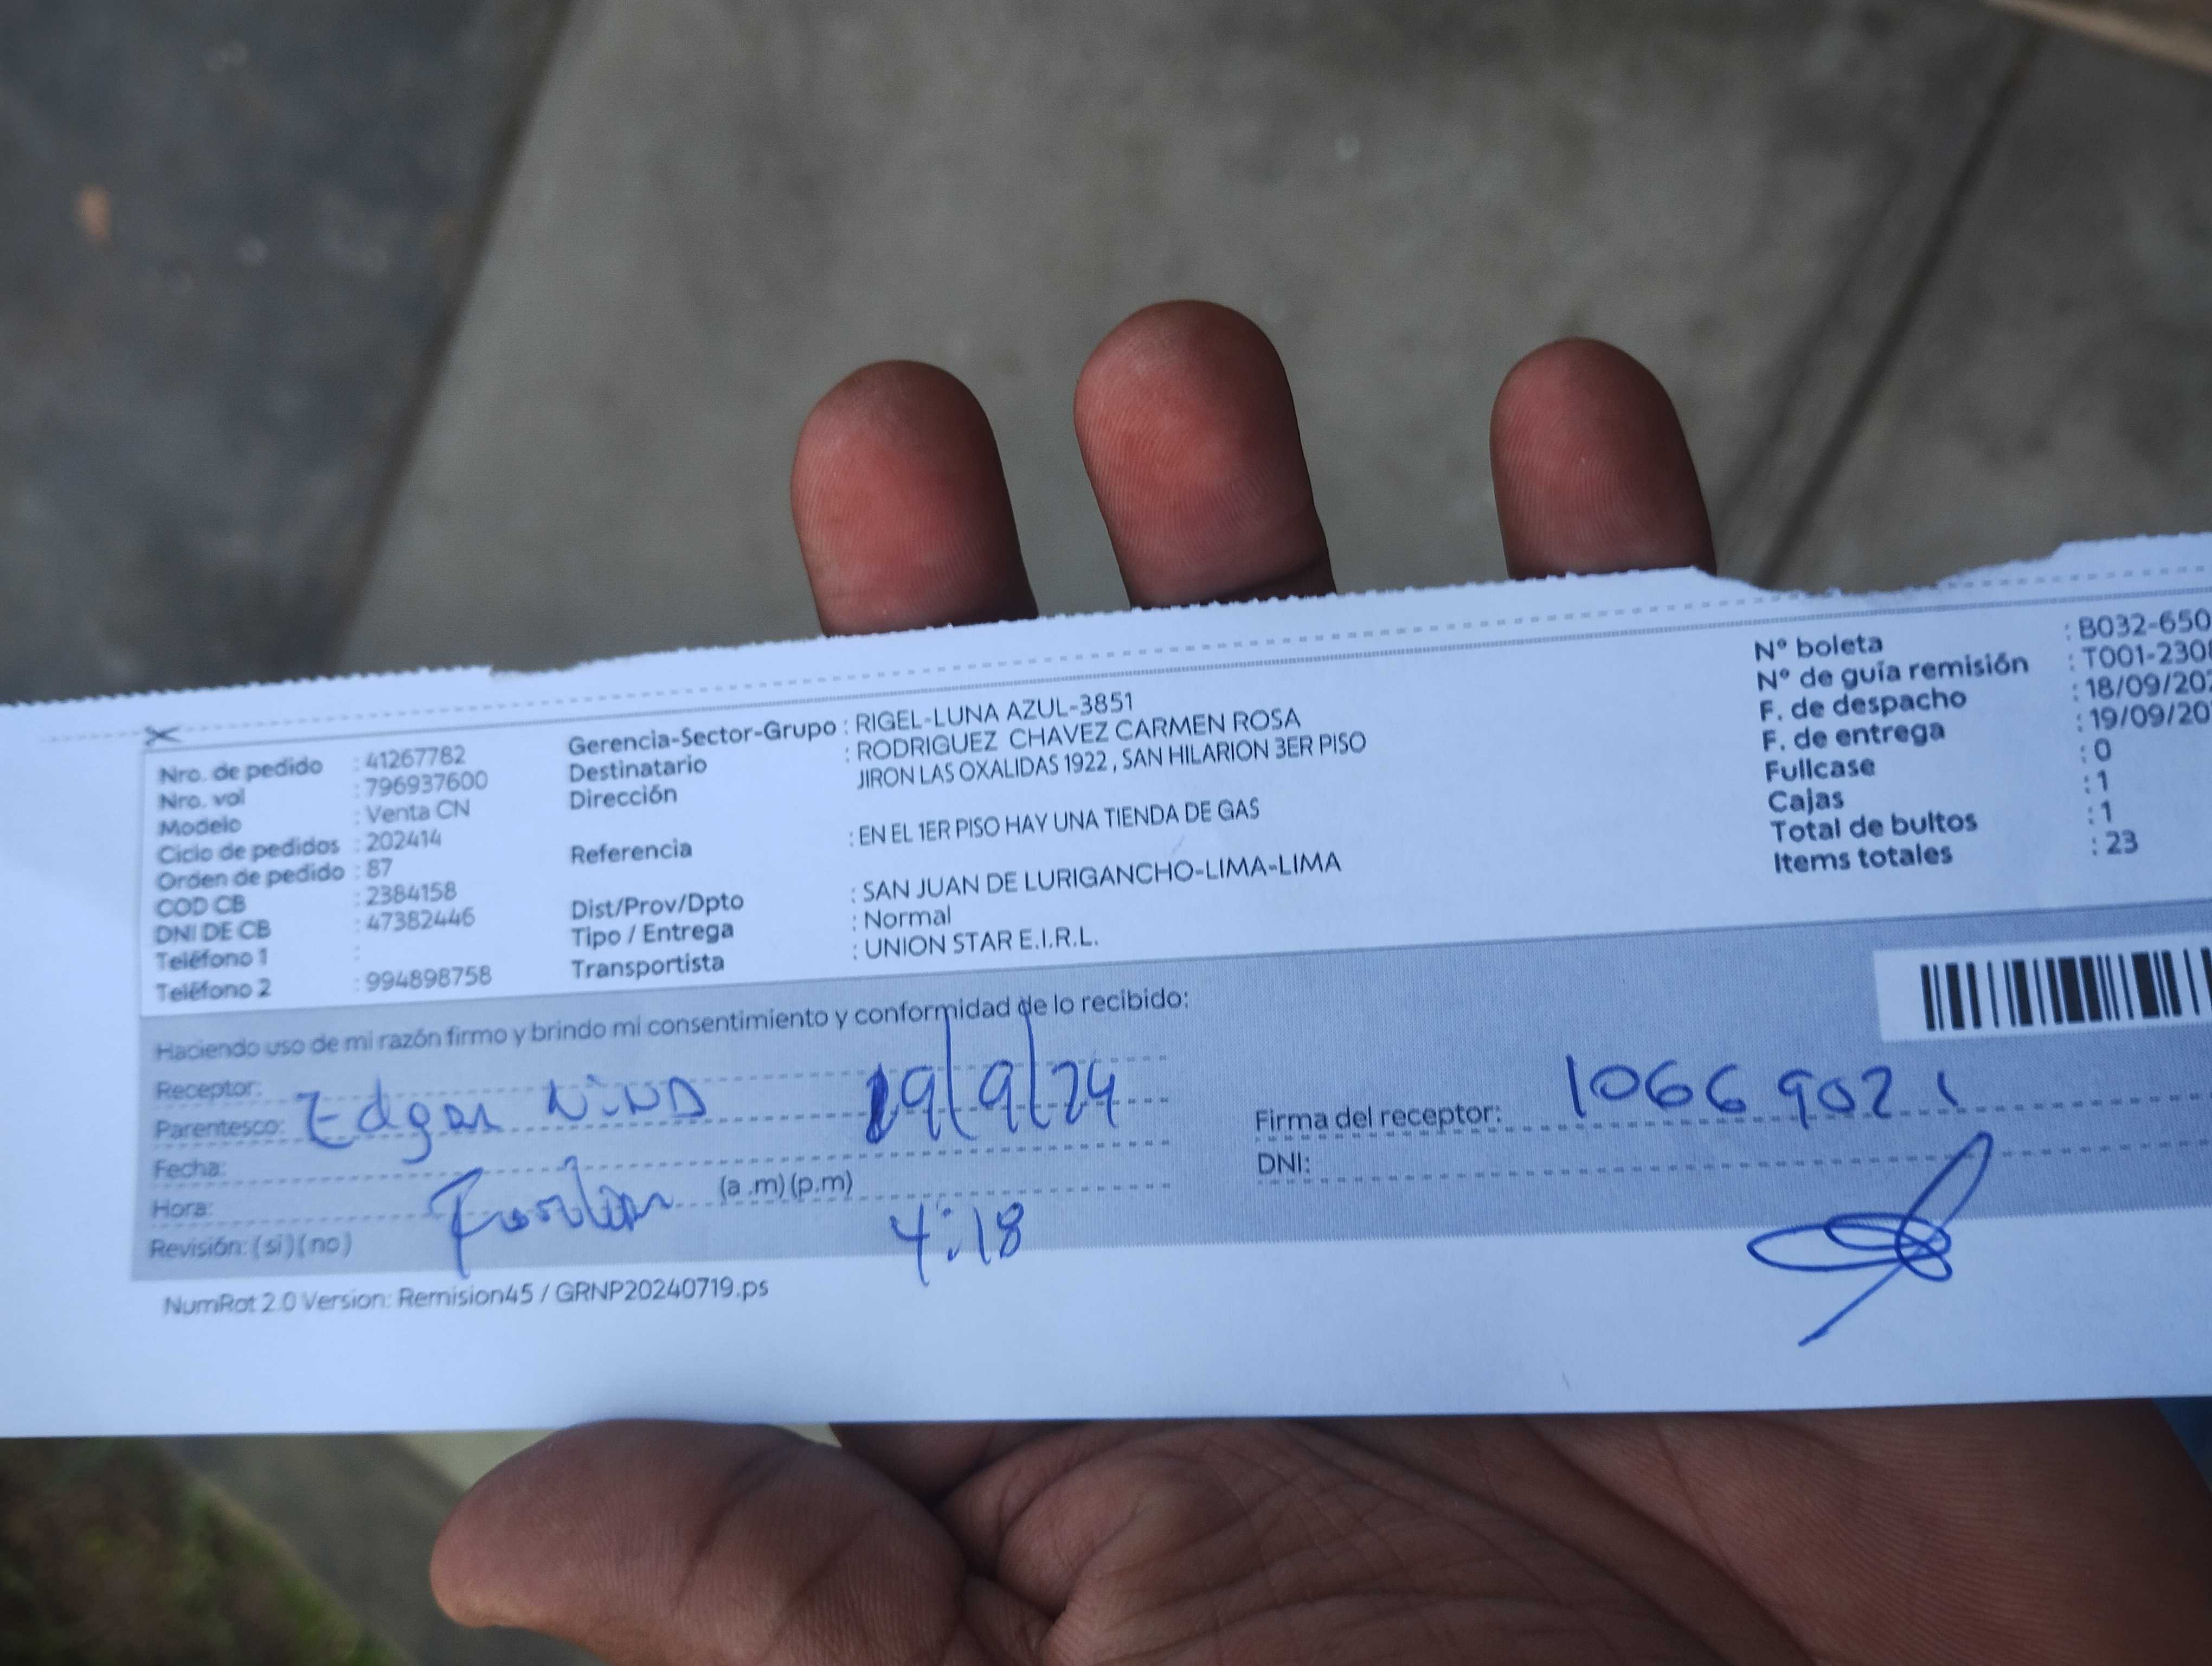 Nro. de pedido : 41267782
Nro. vol : 796937600
Modelo : Venta CN
Ciclo de pedidos : 202414
Orden de pedido : 87
COD CB : 2384158
DNI DE CB : 47382446
Teléfono 1 :
Teléfono 2 : 994898758
Gerencia-Sector-Grupo : RIGEL-LUNA AZUL-3851
Destinatario : RODRIGUEZ CHAVEZ CARMEN ROSA
Dirección JIRON LAS OXALIDAS 1922 , SAN HILARION 3ER PISO
Referencia : EN EL 1ER PISO HAY UNA TIENDA DE GAS
Dist/Prov/Dpto : SAN JUAN DE LURIGANCHO-LIMA-LIMA
Tipo / Entrega : Normal
Transportista : UNION STAR E.I.R.L.
N° boleta : B032-650
N° de guía remisión : T001-230
F. de despacho : 18/09/202
F. de entrega : 19/09/20
Fullcase : 0
Cajas : 1
Total de bultos : 1
Items totales : 23
Haciendo uso de mi razón firmo y brindo mi consentimiento y conformidad de lo recibido:
Receptor:
Parentesco: Edgar Nino 19/9/24
Fecha:
Hora: (a .m) (p.m)
Revisión: ( si ) ( no ) 4:18
Firma del receptor: 10669021
DNI:
NumRot 2.0 Version: Remision45 / GRNP20240719.ps